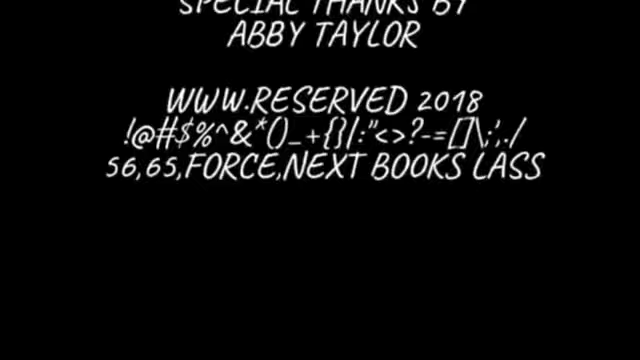 SPECIAL THANKS BY
ABBY TAYLOR
WWW.RESERVED 2018
!@#$%^&*()_+{}|:"<>?-=[]\;',./
56,65,FORCE,NEXT BOOKS LASS